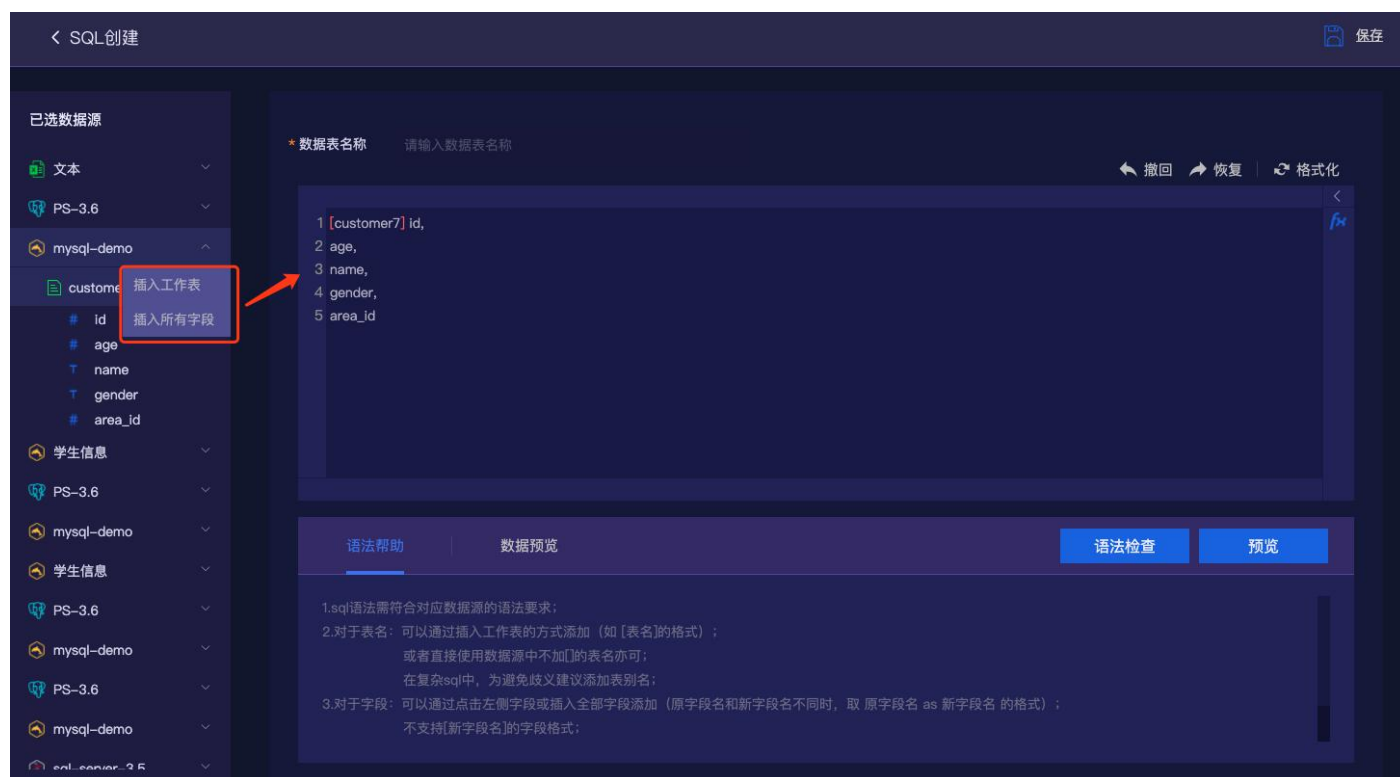 SQL创建
保存
已选数据源
文本
PS-3.6
mysql-demo
custome
插入工作表
插入所有字段
# id
# age
T name
T gender
# area_id
学生信息
PS-3.6
mysql-demo
学生信息
PS-3.6
mysql-demo
PS-3.6
mysql-demo
sql-server-3.5
* 数据表名称 请输入数据表名称
撤回 恢复 格式化
fx
1 [customer7] id,
2 age,
3 name,
4 gender,
5 area_id
语法帮助 数据预览 语法检查 预览
1.sql语法需符合对应数据源的语法要求;
2.对于表名:可以通过插入工作表的方式添加(如 [表名]的格式);
或者直接使用数据源中不加[]的表名亦可;
在复杂sql中,为避免歧义建议添加表别名;
3.对于字段:可以通过点击左侧字段或插入全部字段添加(原字段名和新字段名不同时,取 原字段名 as 新字段名 的格式);
不支持[新字段名]的字段格式;